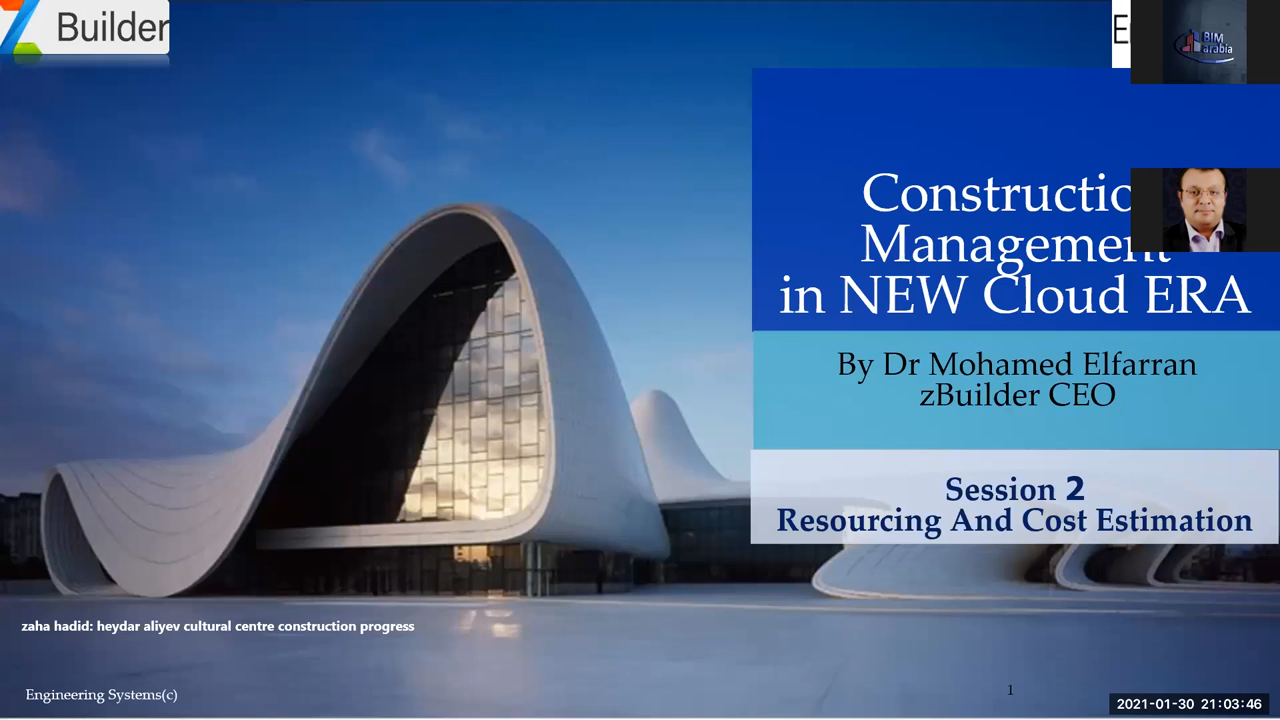 Builder
BIM
arabia
Constructio
Management
in NEW Cloud ERA
By Dr Mohamed Elfarran
zBuilder CEO
Session 2
Resourcing And Cost Estimation
zaha hadid: heydar aliyev cultural centre construction progress
Engineering Systems(c)
1
2021-01-30 21:03:46